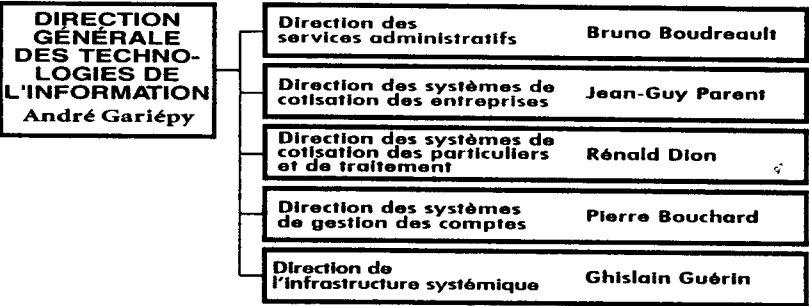 DIRECTION
GÉNÉRALE
DES TECHNO-
LOGIES DE
L'INFORMATION
André Gariépy
Direction des
services administratifs
Bruno Boudreault
Direction des systèmes de
cotisation des entreprises
Jean-Guy Parent
Direction des systèmes de
cotisation des particuliers
et de traitement
Rénald Dion
Direction des systèmes
de gestion des comptes
Pierre Bouchard
Direction de
l'infrastructure systémique
Ghislain Guérin